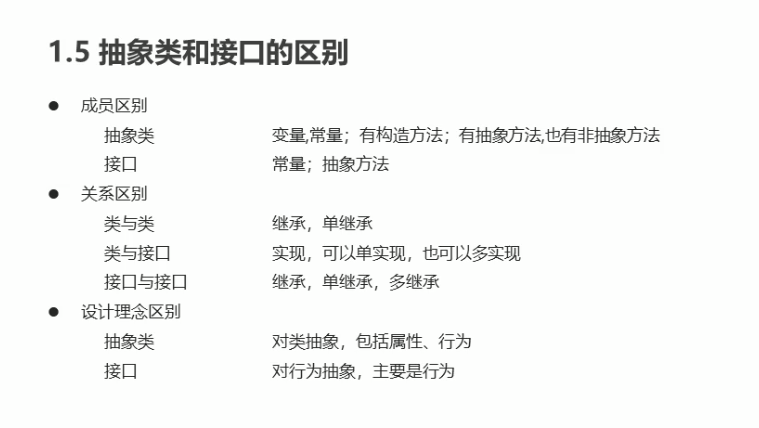 1.5 抽象类和接口的区别
● 成员区别
抽象类 变量,常量；有构造方法；有抽象方法,也有非抽象方法
接口 常量；抽象方法
● 关系区别
类与类 继承，单继承
类与接口 实现，可以单实现，也可以多实现
接口与接口 继承，单继承，多继承
● 设计理念区别
抽象类 对类抽象，包括属性、行为
接口 对行为抽象，主要是行为